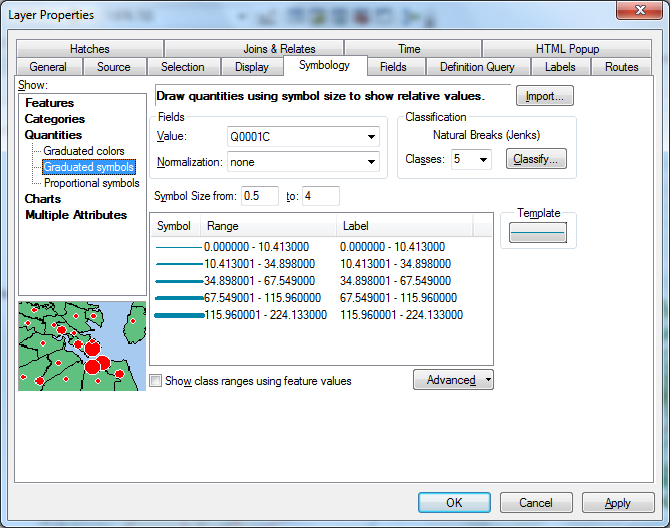 Layer Properties
Hatches Joins & Relates Time HTML Popup
General Source Selection Display Symbology Fields Definition Query Labels Routes
Show:
Features
Categories
Quantities
Graduated colors
Graduated symbols
Proportional symbols
Charts
Multiple Attributes
Draw quantities using symbol size to show relative values.
Import...
Fields
Value: Q0001C
Normalization: none
Classification
Natural Breaks (Jenks)
Classes: 5 Classify...
Symbol Size from: 0.5 to: 4
Symbol Range Label
0.000000 - 10.413000 0.000000 - 10.413000
10.413001 - 34.898000 10.413001 - 34.898000
34.898001 - 67.549000 34.898001 - 67.549000
67.549001 - 115.960000 67.549001 - 115.960000
115.960001 - 224.133000 115.960001 - 224.133000
Template
Show class ranges using feature values
Advanced
OK Cancel Apply